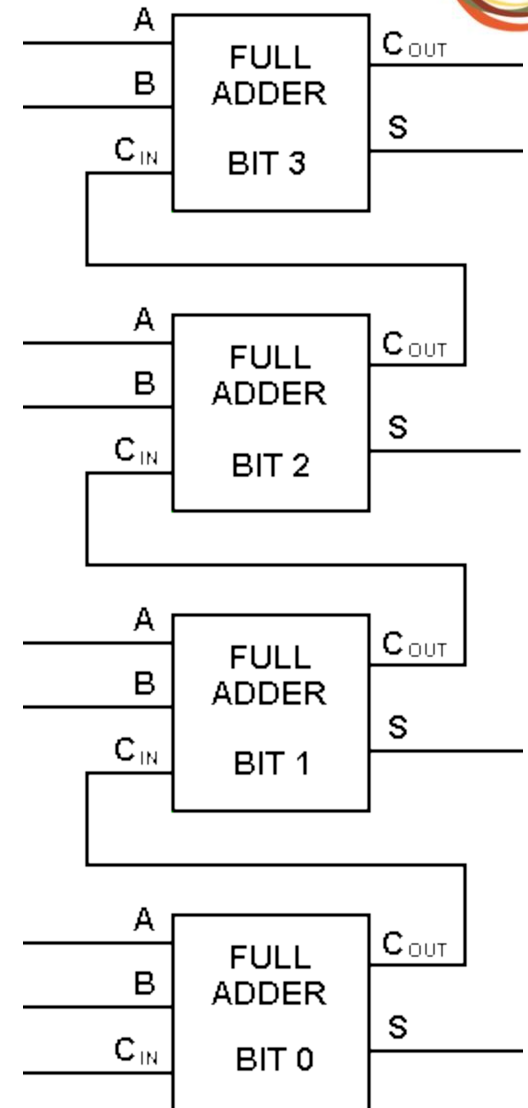 A
FULL
ADDER
BIT 3
B
C IN
C OUT
S
A
FULL
ADDER
BIT 2
B
C IN
C OUT
S
A
FULL
ADDER
BIT 1
B
C IN
C OUT
S
A
FULL
ADDER
BIT 0
B
C IN
C OUT
S